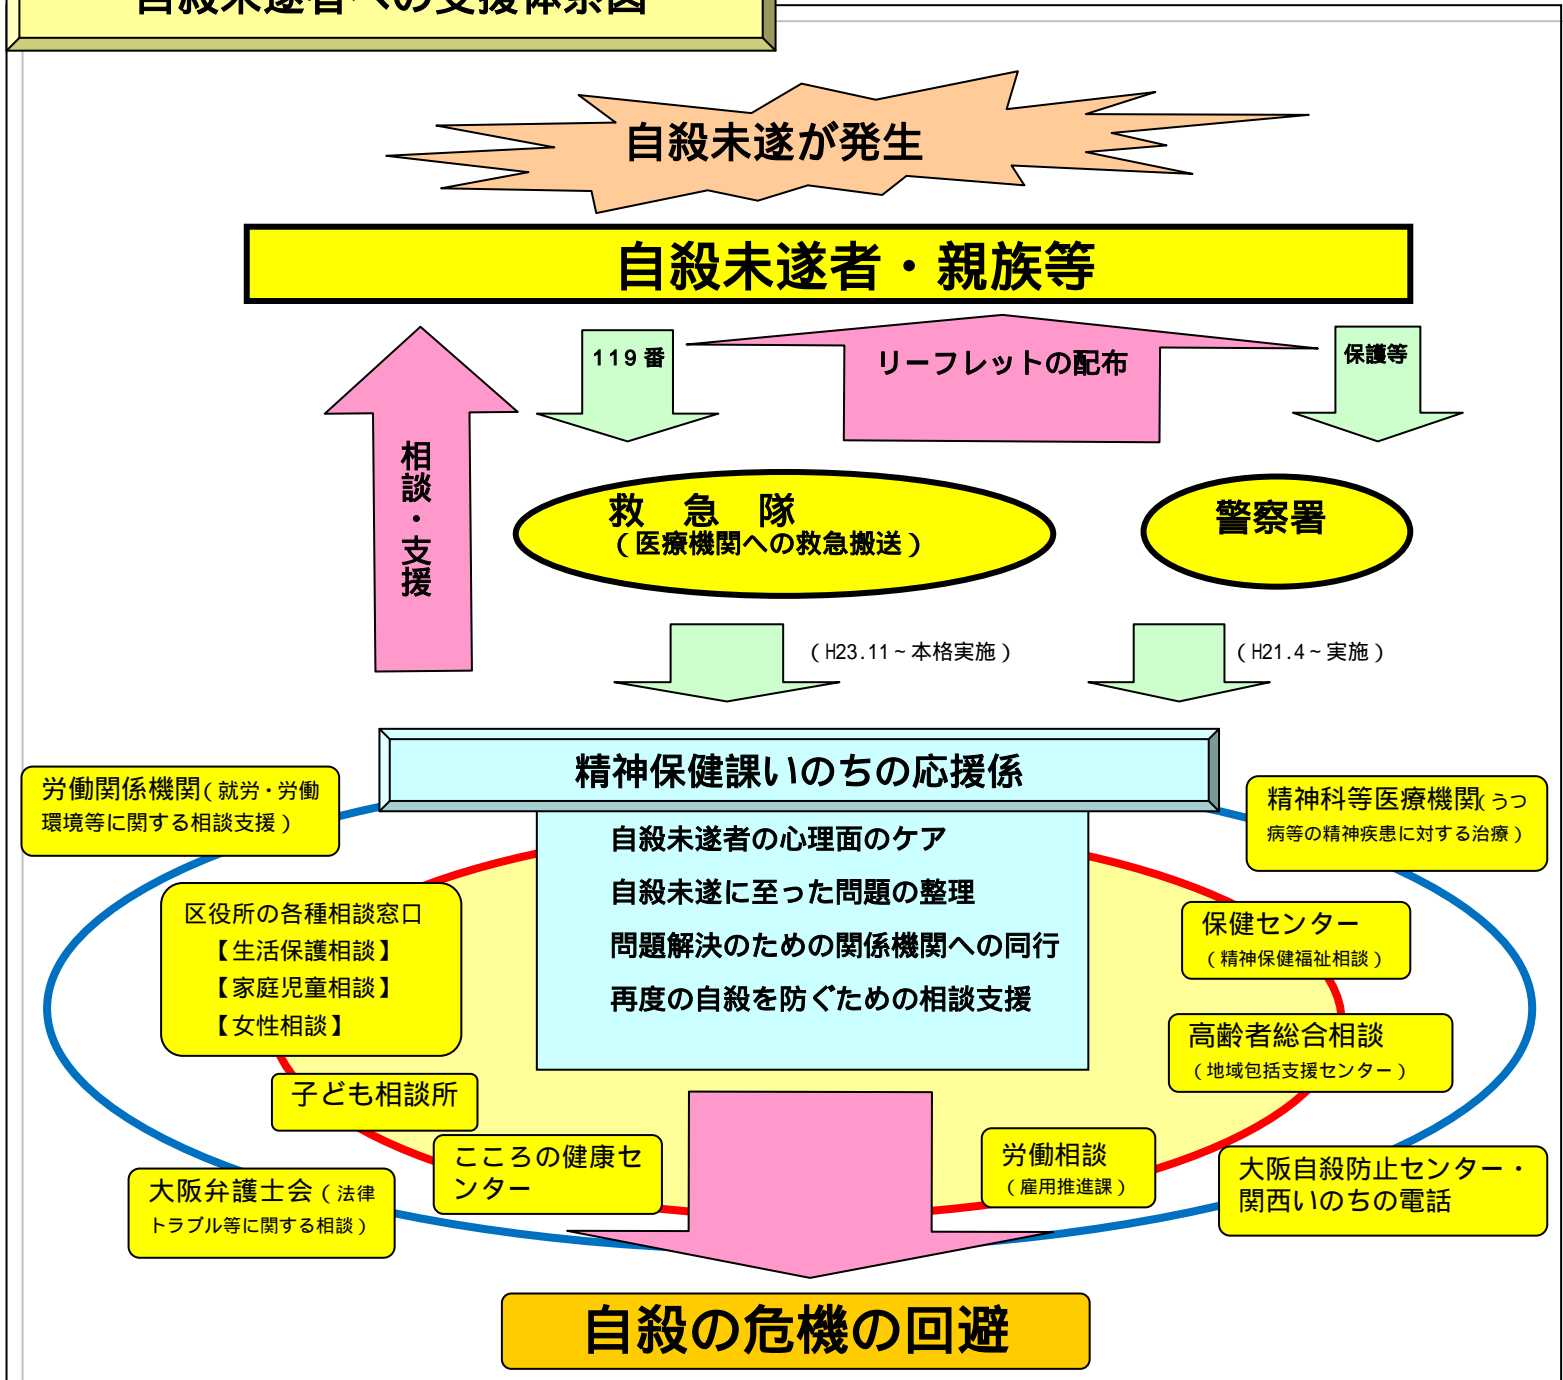 自殺未遂者への支援体系図
自殺未遂が発生
自殺未遂者・親族等
119番
リーフレットの配布
保護等
相談・支援
救 急 隊
（医療機関への救急搬送）
警察署
（H23.11～本格実施）
（H21.4～実施）
精神保健課いのちの応援係
労働関係機関（就労・労働
環境等に関する相談支援）
精神科等医療機関（うつ
病等の精神疾患に対する治療）
自殺未遂者の心理面のケア
自殺未遂に至った問題の整理
問題解決のための関係機関への同行
再度の自殺を防ぐための相談支援
区役所の各種相談窓口
【生活保護相談】
【家庭児童相談】
【女性相談】
保健センター
（精神保健福祉相談）
高齢者総合相談
（地域包括支援センター）
子ども相談所
こころの健康セ
ンター
労働相談
（雇用推進課）
大阪弁護士会（法律
トラブル等に関する相談）
大阪自殺防止センター・
関西いのちの電話
自殺の危機の回避